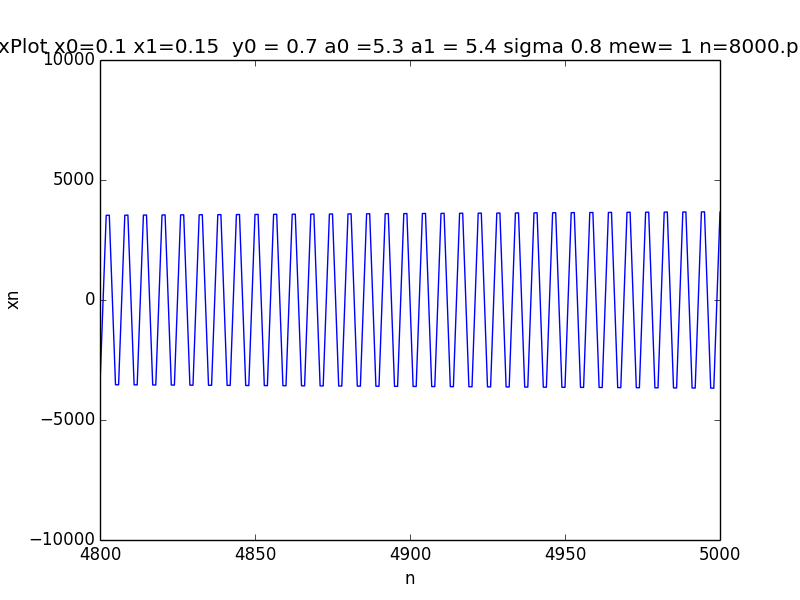 xPlot x0=0.1 x1=0.15  y0 = 0.7 a0 =5.3 a1 = 5.4 sigma 0.8 mew= 1 n=8000.p
10000
5000
0
−5000
−10000
xn
4800 4850 4900 4950 5000
n